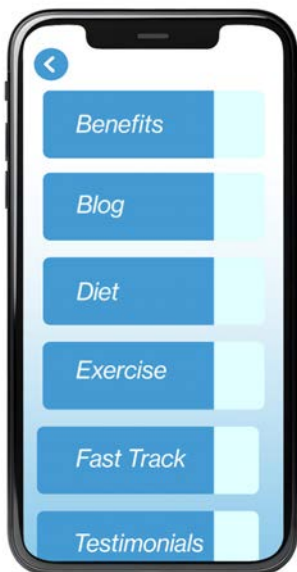 Benefits
Blog
Diet
Exercise
Fast Track
Testimonials